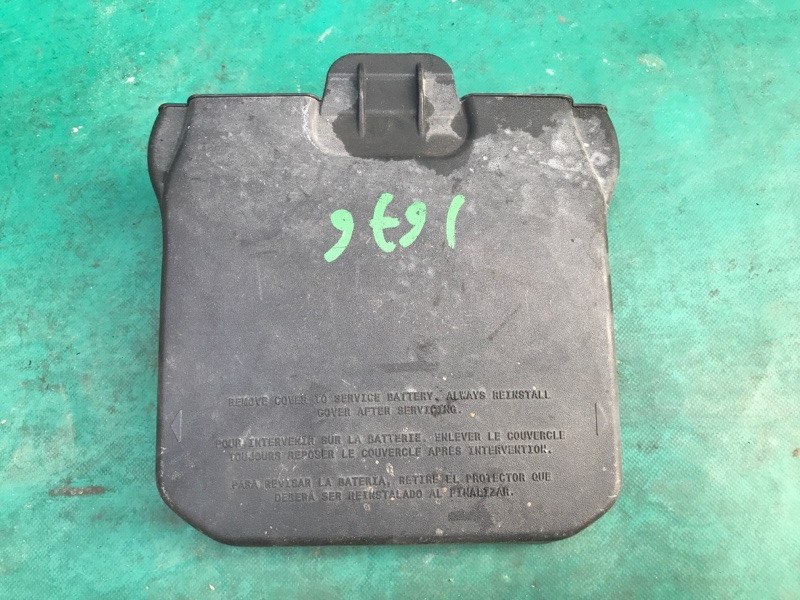 REMOVE COVER TO SERVICE BATTERY, ALWAYS REINSTALL
COVER AFTER SERVICING.
POUR INTERVENIR SUR LA BATTERIE. ENLEVER LE COUVERCLE
TOUJOURS REPOSER LE COUVERCLE APRES INTERVENTION.
PARA REVISAR LA BATERIA, RETIRE EL PROTECTOR QUE
DEBERA SER REINSTALADO AL FINALIZAR.